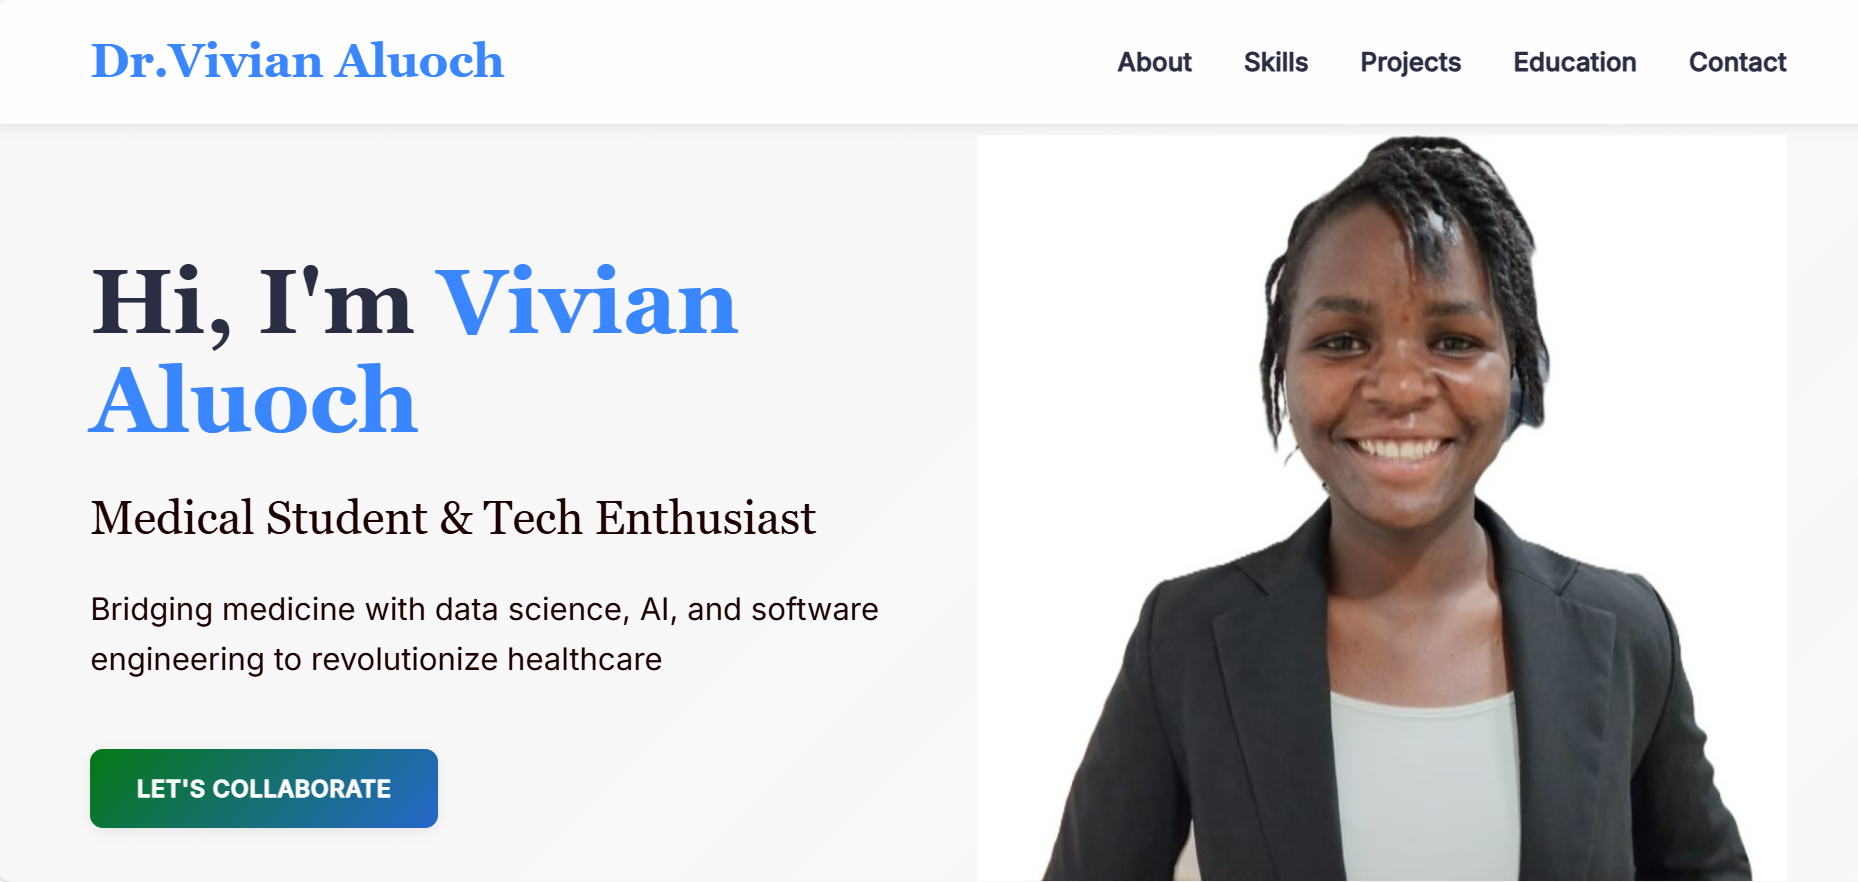 Dr.Vivian Aluoch
About Skills Projects Education Contact
Hi, I'm Vivian
Aluoch
Medical Student & Tech Enthusiast
Bridging medicine with data science, AI, and software
engineering to revolutionize healthcare
LET'S COLLABORATE